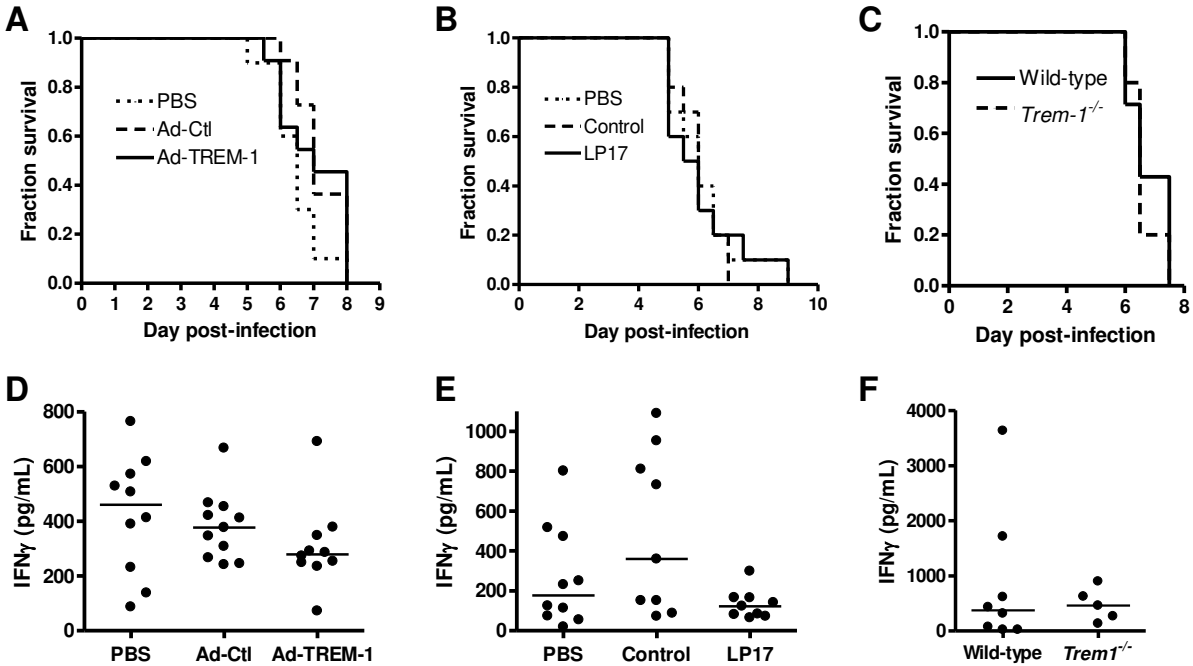 A
Fraction survival
1.0
0.8
0.6
0.4
0.2
0.0
PBS
Ad-Ctl
Ad-TREM-1
0 1 2 3 4 5 6 7 8 9
Day post-infection
B
Fraction survival
1.0
0.8
0.6
0.4
0.2
0.0
PBS
Control
LP17
0 2 4 6 8 10
Day post-infection
C
Fraction survival
1.0
0.8
0.6
0.4
0.2
0.0
Wild-type
Trem-1-/-
0 2 4 6 8
Day post-infection
D
IFNγ (pg/mL)
800
600
400
200
0
PBS Ad-Ctl Ad-TREM-1
E
IFNγ (pg/mL)
1000
800
600
400
200
0
PBS Control LP17
F
IFNγ (pg/mL)
4000
3000
2000
1000
0
Wild-type Trem1-/-